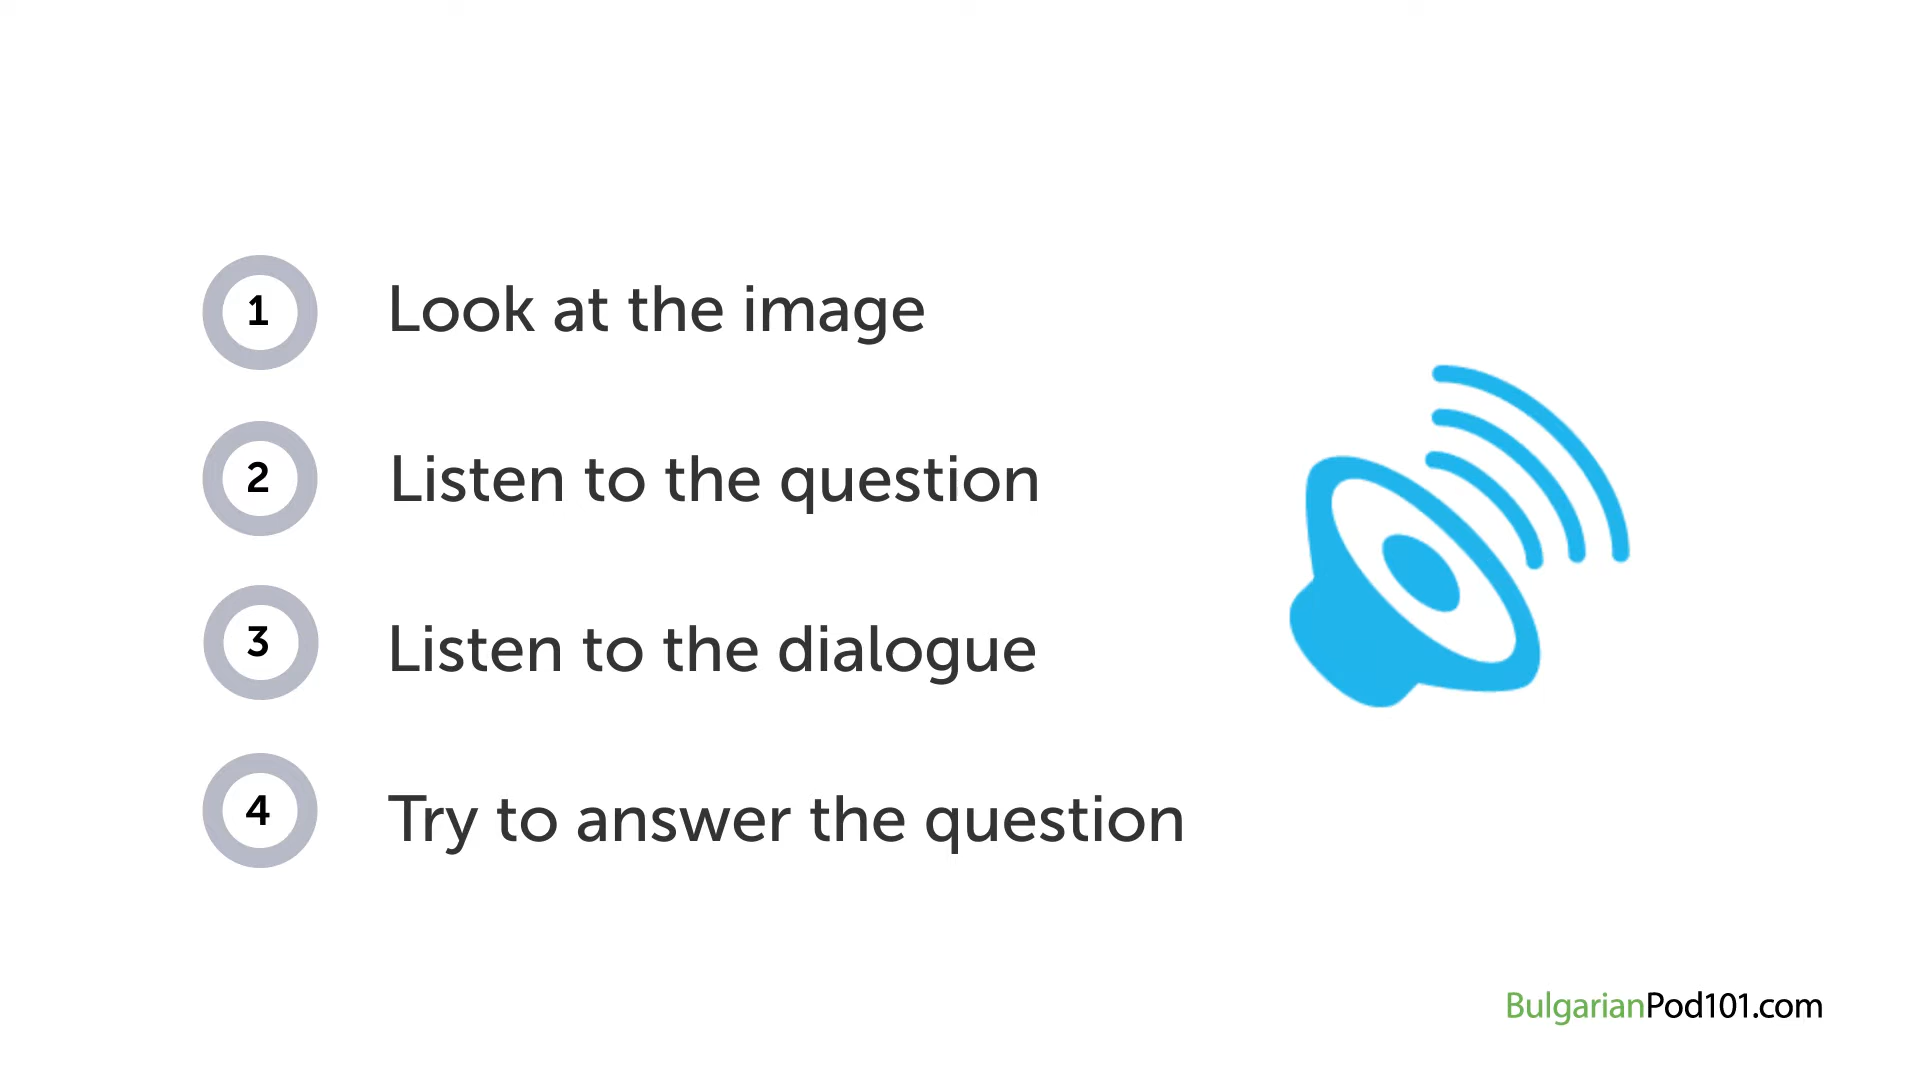 1 Look at the image
2 Listen to the question
3 Listen to the dialogue
4 Try to answer the question
BulgarianPod101.com